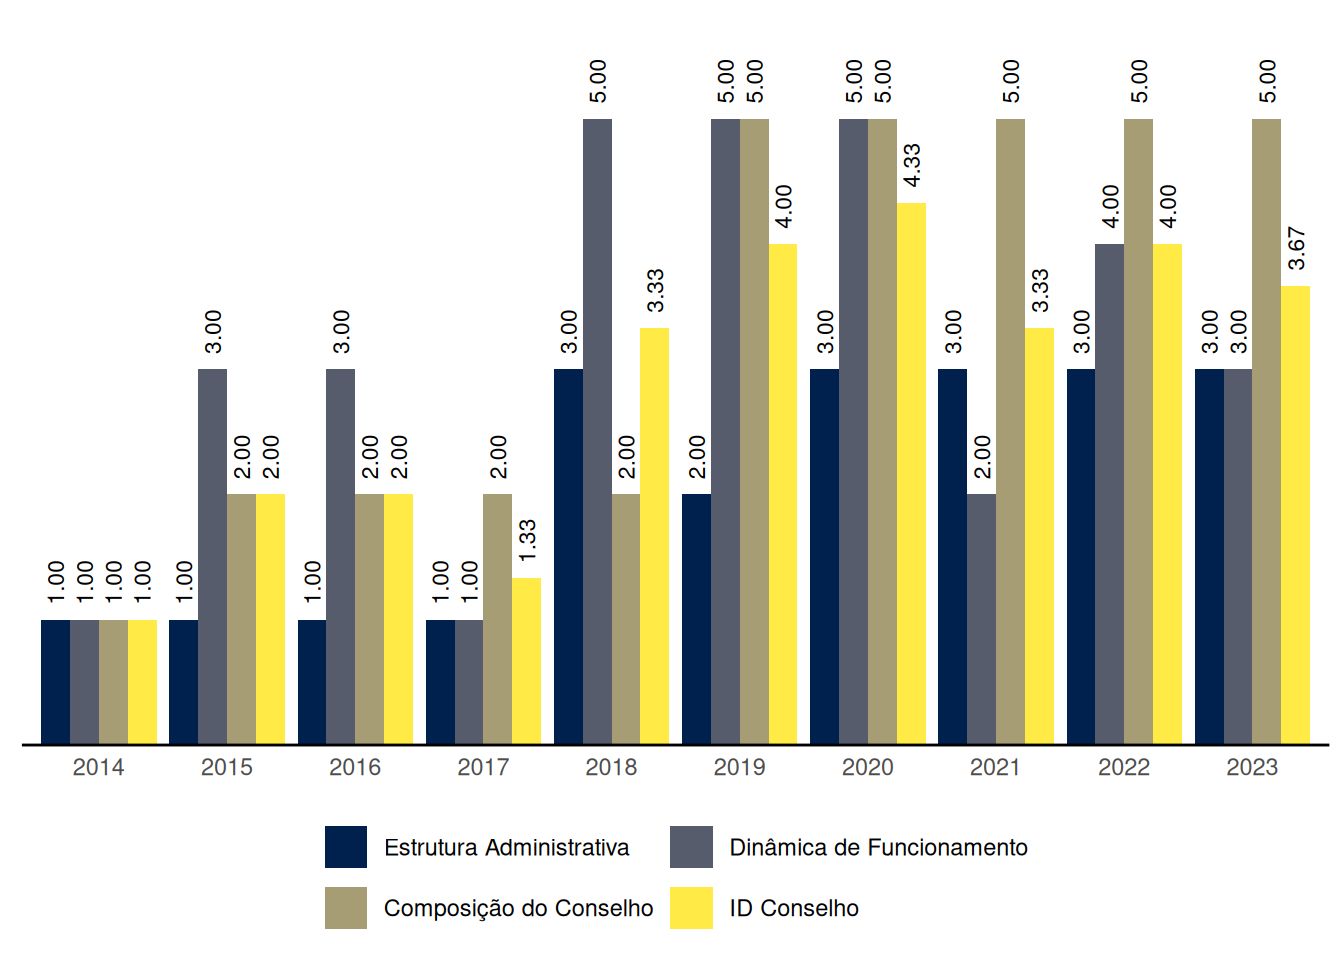 5.00 5.00 5.00 5.00 5.00 5.00 5.00 5.00
4.33
4.00 4.00 4.00
3.67
3.33 3.33
3.00 3.00 3.00 3.00 3.00 3.00 3.00 3.00
2.00 2.00 2.00 2.00 2.00 2.00 2.00 2.00
1.33
1.00 1.00 1.00 1.00 1.00 1.00 1.00 1.00
2014 2015 2016 2017 2018 2019 2020 2021 2022 2023
Estrutura Administrativa Dinâmica de Funcionamento
Composição do Conselho ID Conselho